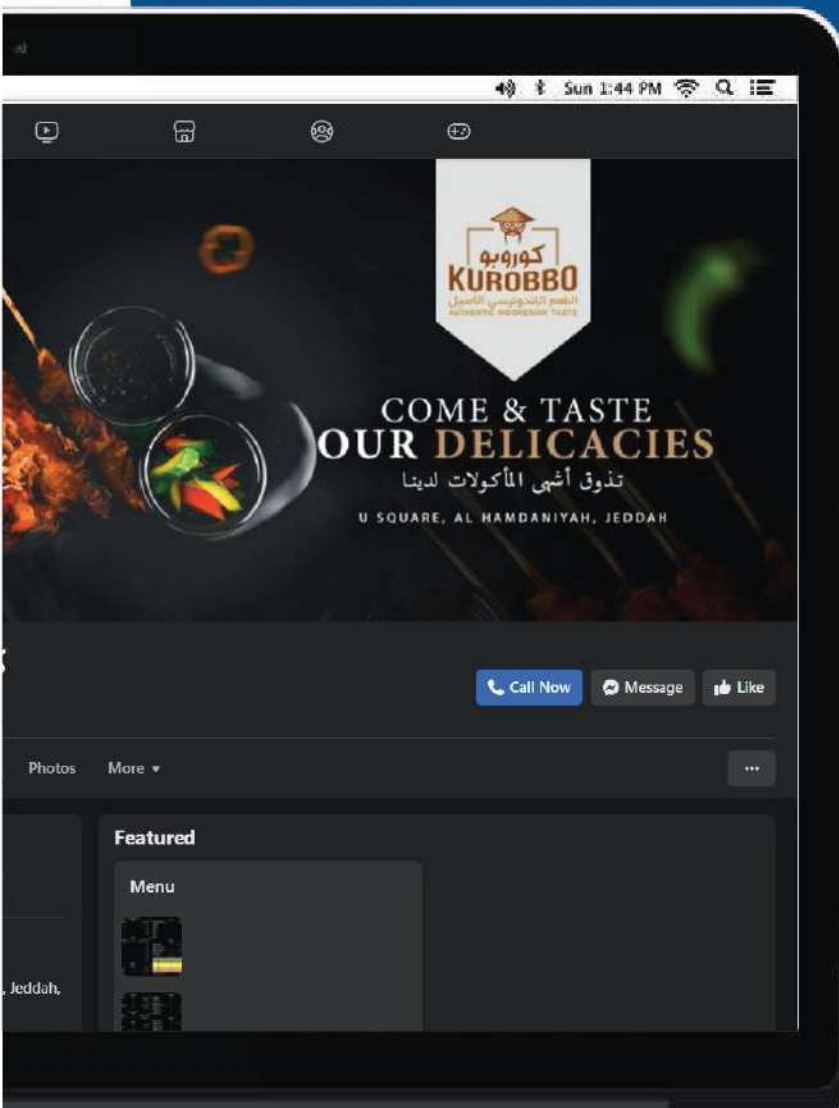 Sun 1:44 PM
كوروبو
KUROBBO
الطعم الاندونيسي الأصيل
AUTHENTIC INDONESIAN TASTE
COME & TASTE
OUR DELICACIES
تذوق أشهى المأكولات لدينا
U SQUARE, AL HAMDANIYAH, JEDDAH
Call Now
Message
Like
Photos
More
Featured
Menu
, Jeddah,